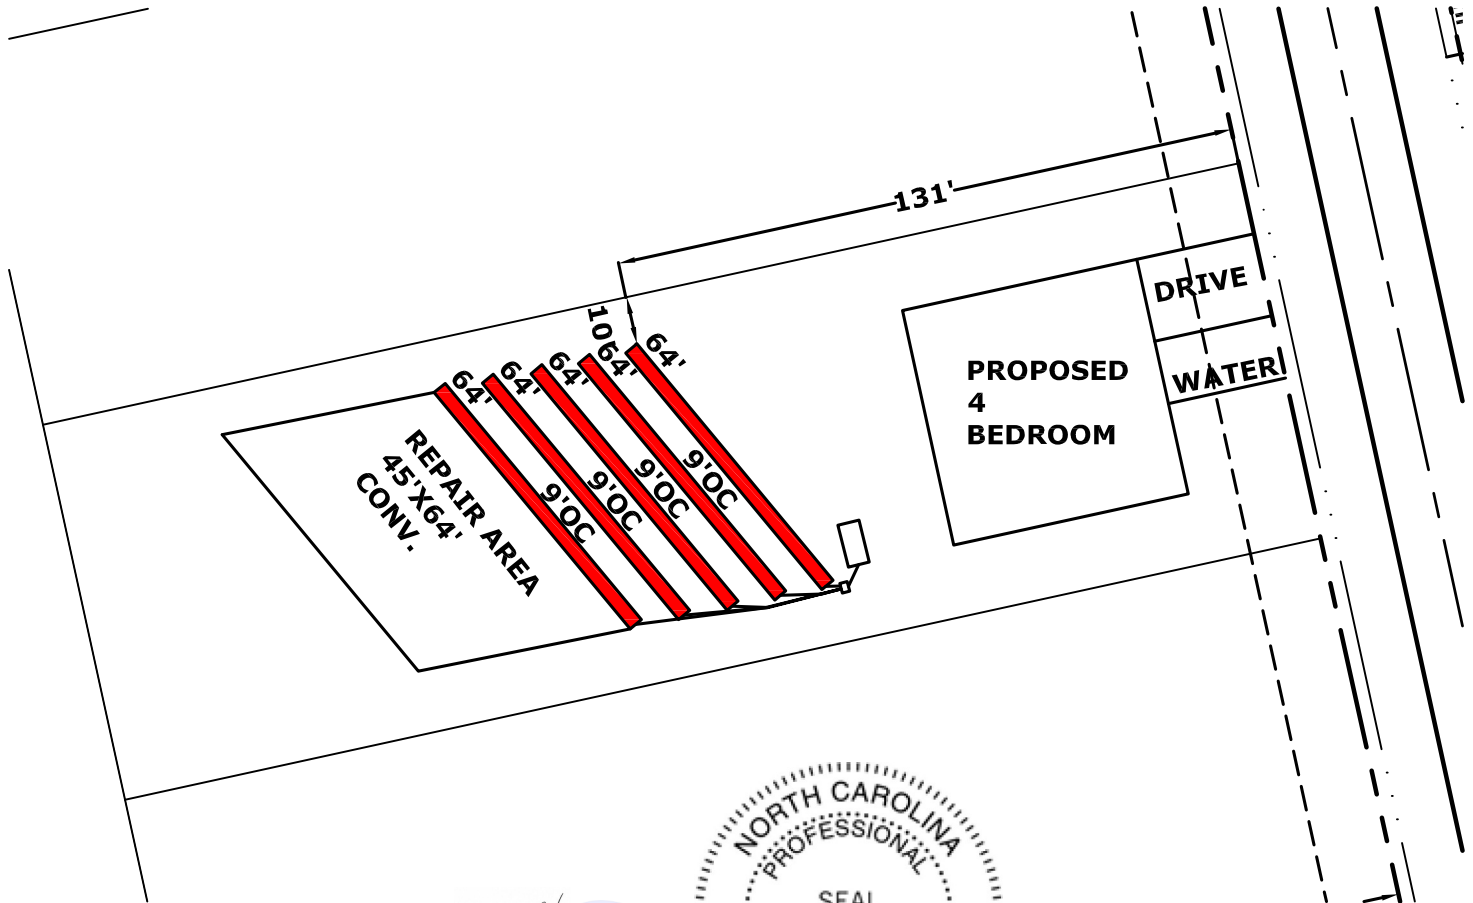 131'
DRIVE
WATER
PROPOSED
4
BEDROOM
10'
64'
64'
64'
64'
64'
9'OC
9'OC
9'OC
9'OC
REPAIR AREA
45'X64'
CONV.
NORTH CAROLINA
PROFESSIONAL
SEAL